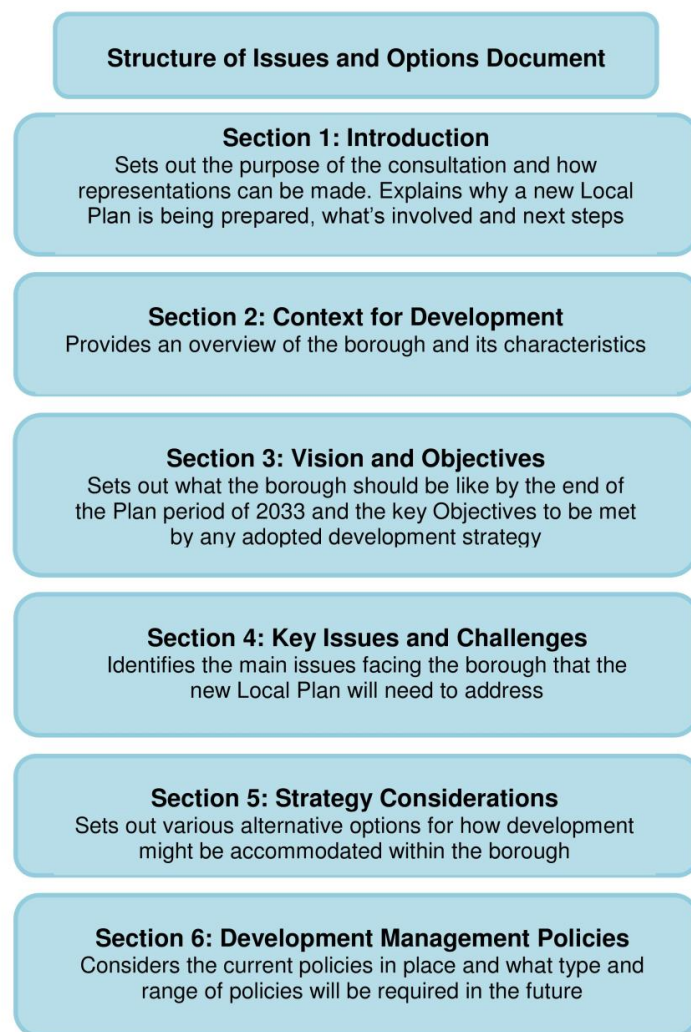 Structure of Issues and Options Document
Section 1: Introduction
Sets out the purpose of the consultation and how
representations can be made. Explains why a new Local
Plan is being prepared, what's involved and next steps
Section 2: Context for Development
Provides an overview of the borough and its characteristics
Section 3: Vision and Objectives
Sets out what the borough should be like by the end of
the Plan period of 2033 and the key Objectives to be met
by any adopted development strategy
Section 4: Key Issues and Challenges
Identifies the main issues facing the borough that the
new Local Plan will need to address
Section 5: Strategy Considerations
Sets out various alternative options for how development
might be accommodated within the borough
Section 6: Development Management Policies
Considers the current policies in place and what type and
range of policies will be required in the future